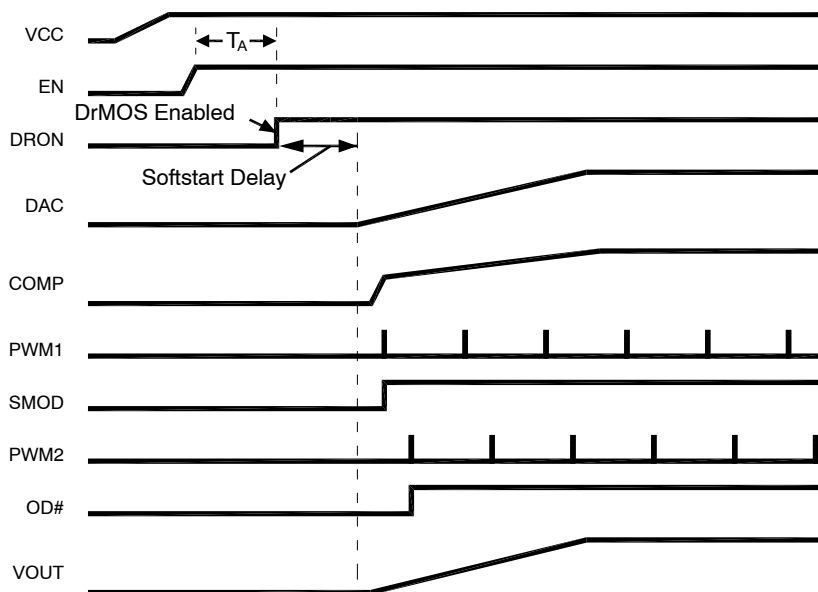 VCC
T_A
EN
DrMOS Enabled
DRON
Softstart Delay
DAC
COMP
PWM1
SMOD
PWM2
OD#
VOUT